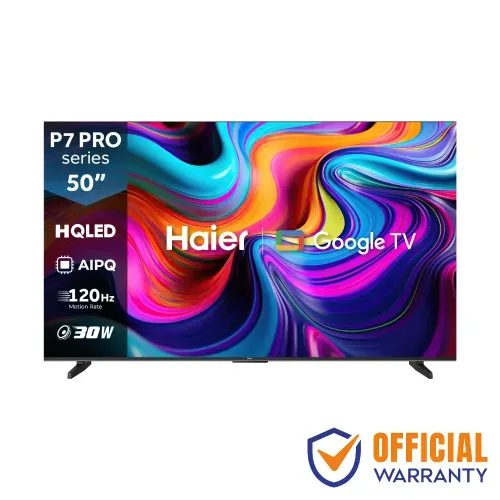 P7 PRO
series
50”
HQLED
AIPQ
120Hz
Motion Rate
30W
Haier
Google TV
OFFICIAL
WARRANTY